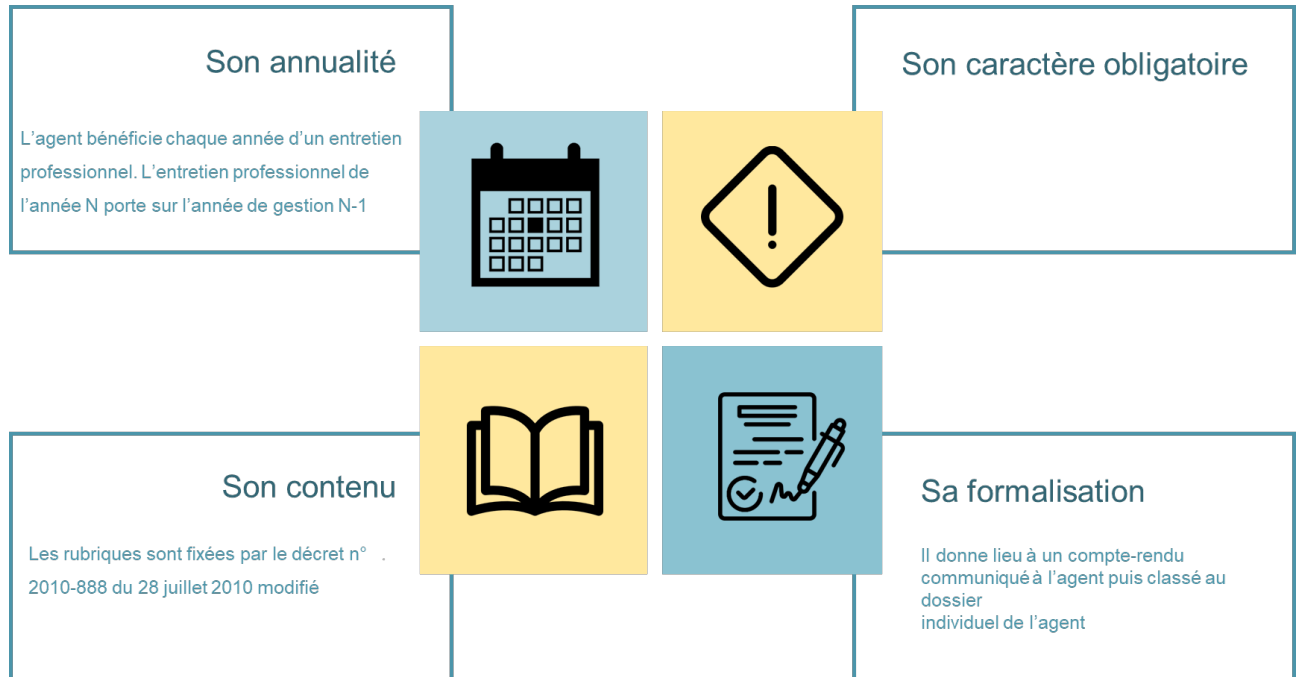 Son annualité
L'agent bénéficie chaque année d'un entretien
professionnel. L'entretien professionnel de
l'année N porte sur l'année de gestion N-1
Son caractère obligatoire
Son contenu
Les rubriques sont fixées par le décret n° .
2010-888 du 28 juillet 2010 modifié
Sa formalisation
Il donne lieu à un compte-rendu
communiqué à l'agent puis classé au
dossier
individuel de l'agent